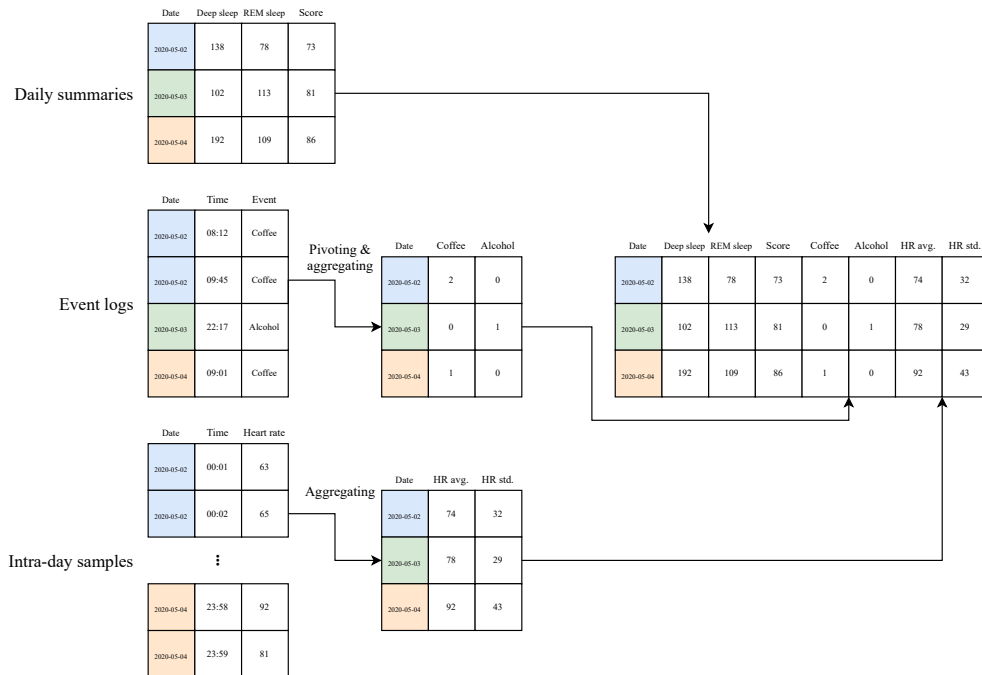 Date Deep sleep REM sleep Score
2020-05-02 138 78 73
Daily summaries
2020-05-03 102 113 81
2020-05-04 192 109 86
Date Time Event
2020-05-02 08:12 Coffee
2020-05-02 09:45 Coffee
Event logs
2020-05-03 22:17 Alcohol
2020-05-04 09:01 Coffee
Pivoting &
aggregating
Date Coffee Alcohol
2020-05-02 2 0
2020-05-03 0 1
2020-05-04 1 0
Date Deep sleep REM sleep Score Coffee Alcohol HR avg. HR std.
2020-05-02 138 78 73 2 0 74 32
2020-05-03 102 113 81 0 1 78 29
2020-05-04 192 109 86 1 0 92 43
Date Time Heart rate
2020-05-02 00:01 63
2020-05-02 00:02 65
Intra-day samples
2020-05-04 23:58 92
2020-05-04 23:59 81
Aggregating
Date HR avg. HR std.
2020-05-02 74 32
2020-05-03 78 29
2020-05-04 92 43